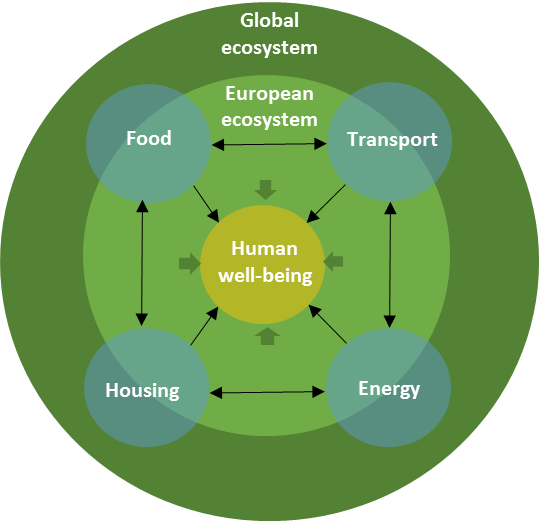 Global
ecosystem
European
ecosystem
Food
Transport
Human
well-being
Housing
Energy